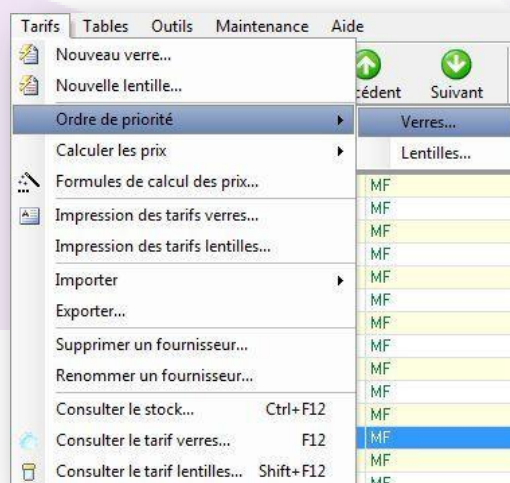 Tarifs Tables Outils Maintenance Aide
Nouveau verre...
Nouvelle lentille...
cédent Suivant
Ordre de priorité Verres...
Calculer les prix Lentilles...
Formules de calcul des prix... MF
Impression des tarifs verres... MF
MF
Impression des tarifs lentilles... MF
Importer MF
Exporter... MF
MF
Supprimer un fournisseur... MF
Renommer un fournisseur... MF
MF
Consulter le stock... Ctrl+F12 MF
Consulter le tarif verres... F12 MF
Consulter le tarif lentilles... Shift+F12 MF
MF